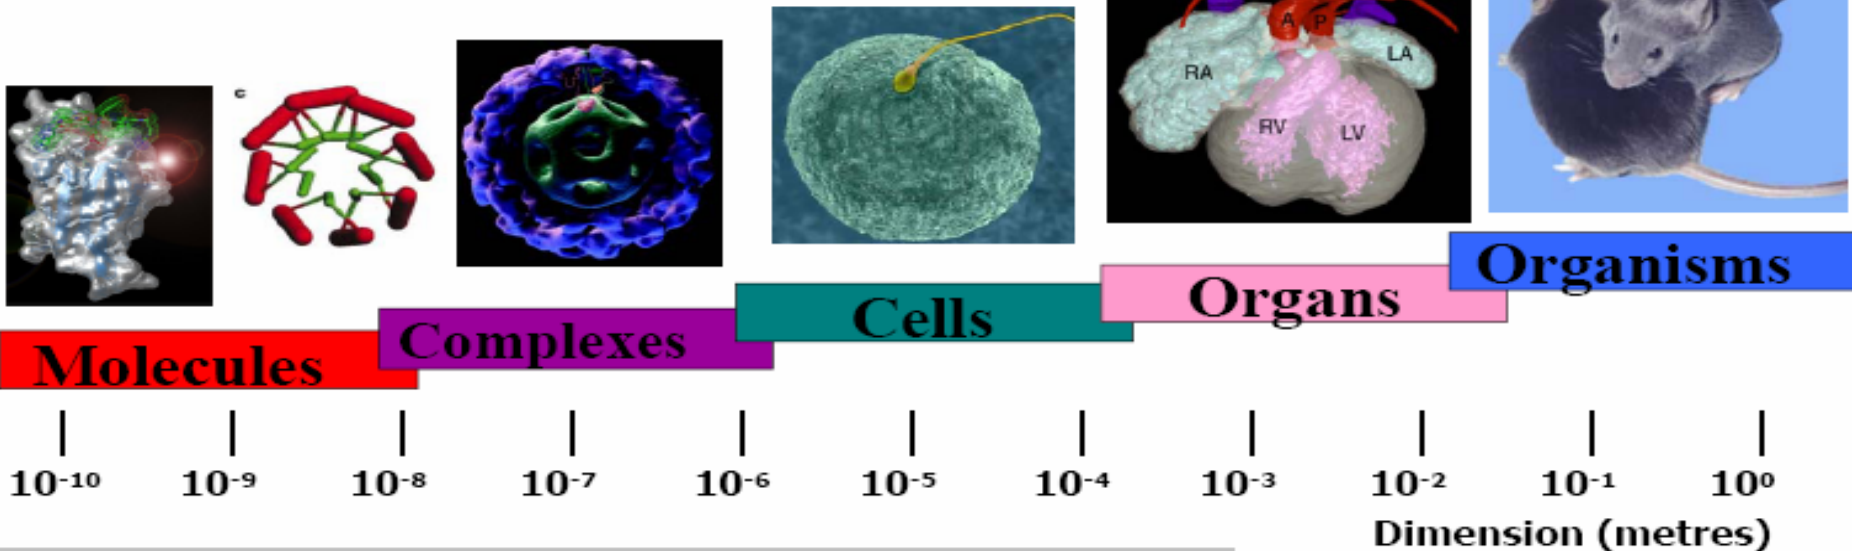 A P
LA
RA
c
RV LV
Organisms
Organs
Cells
Complexes
Molecules
10⁻¹⁰ 10⁻⁹ 10⁻⁸ 10⁻⁷ 10⁻⁶ 10⁻⁵ 10⁻⁴ 10⁻³ 10⁻² 10⁻¹ 10⁰
Dimension (metres)